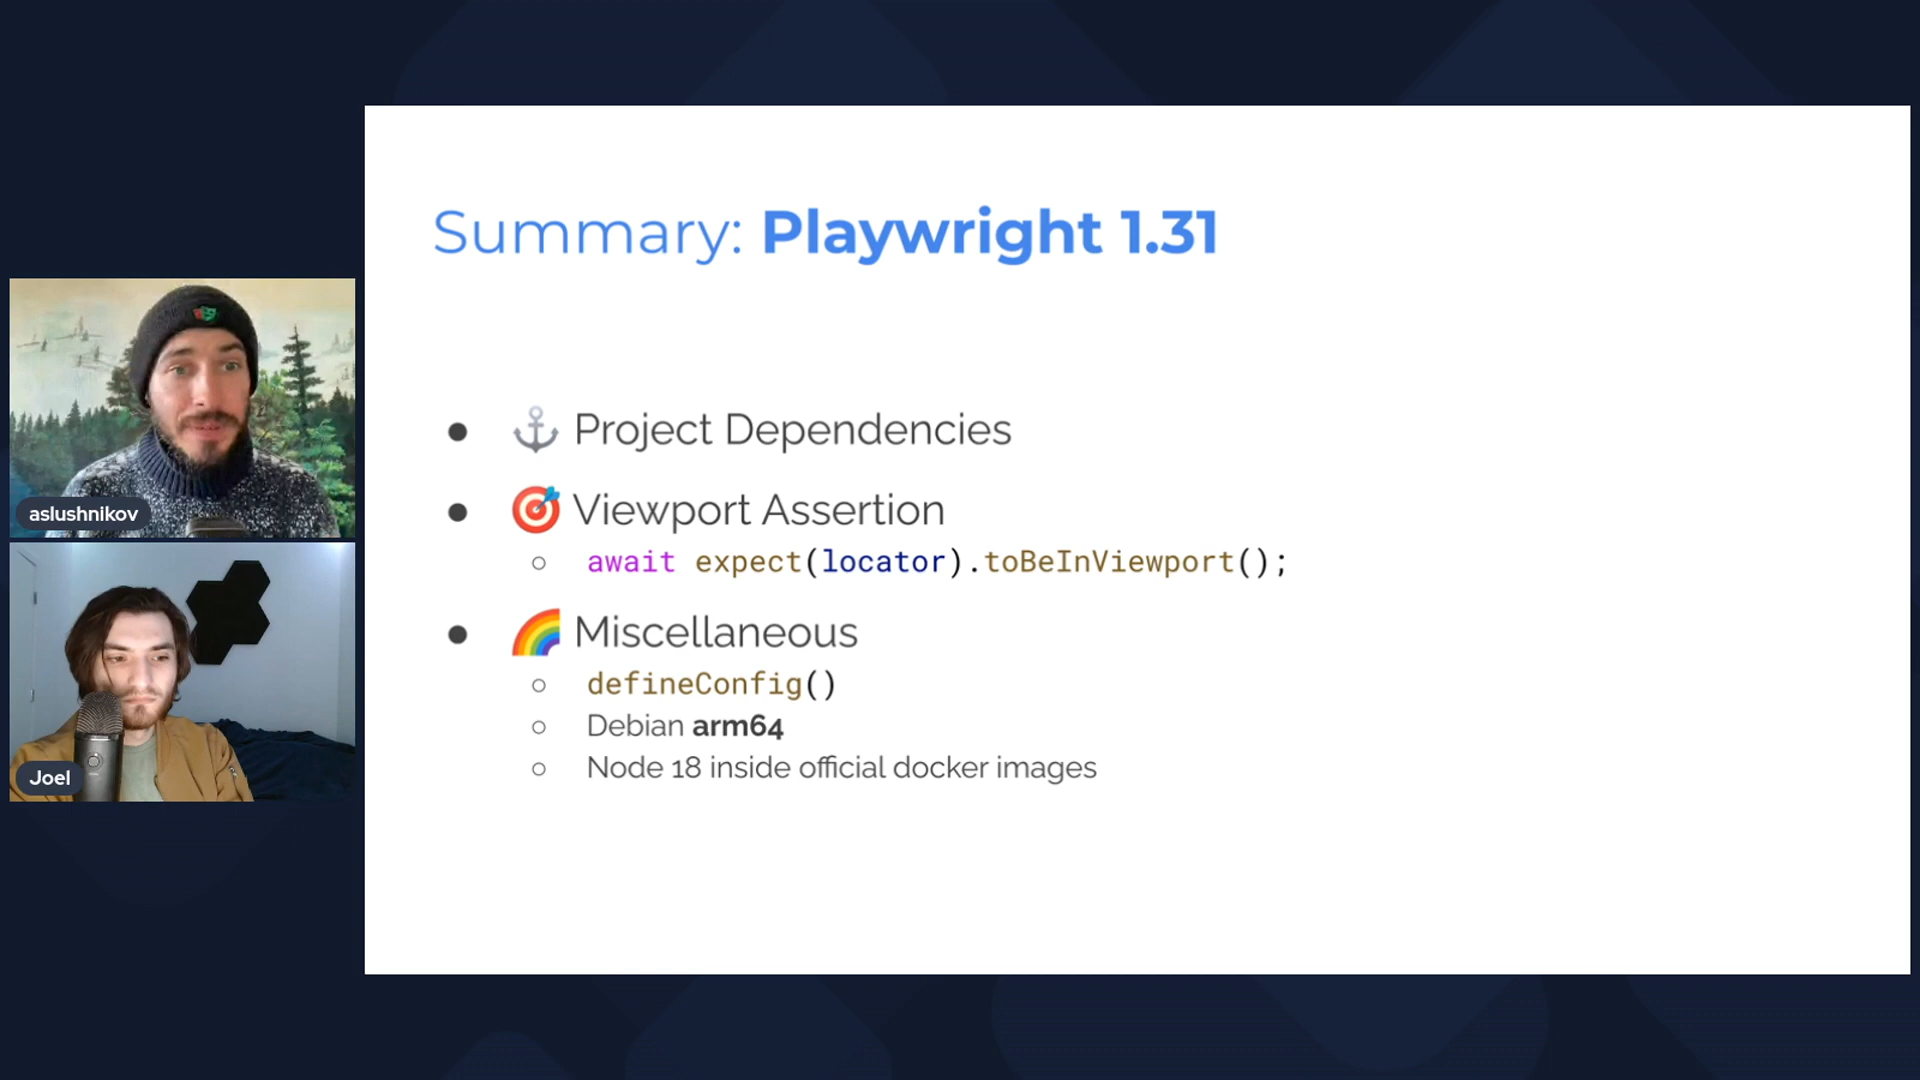 Summary: Playwright 1.31
● ⚓ Project Dependencies
● 🎯 Viewport Assertion
○ await expect(locator).toBeInViewport();
● 🌈 Miscellaneous
○ defineConfig()
○ Debian arm64
○ Node 18 inside official docker images
aslushnikov
Joel